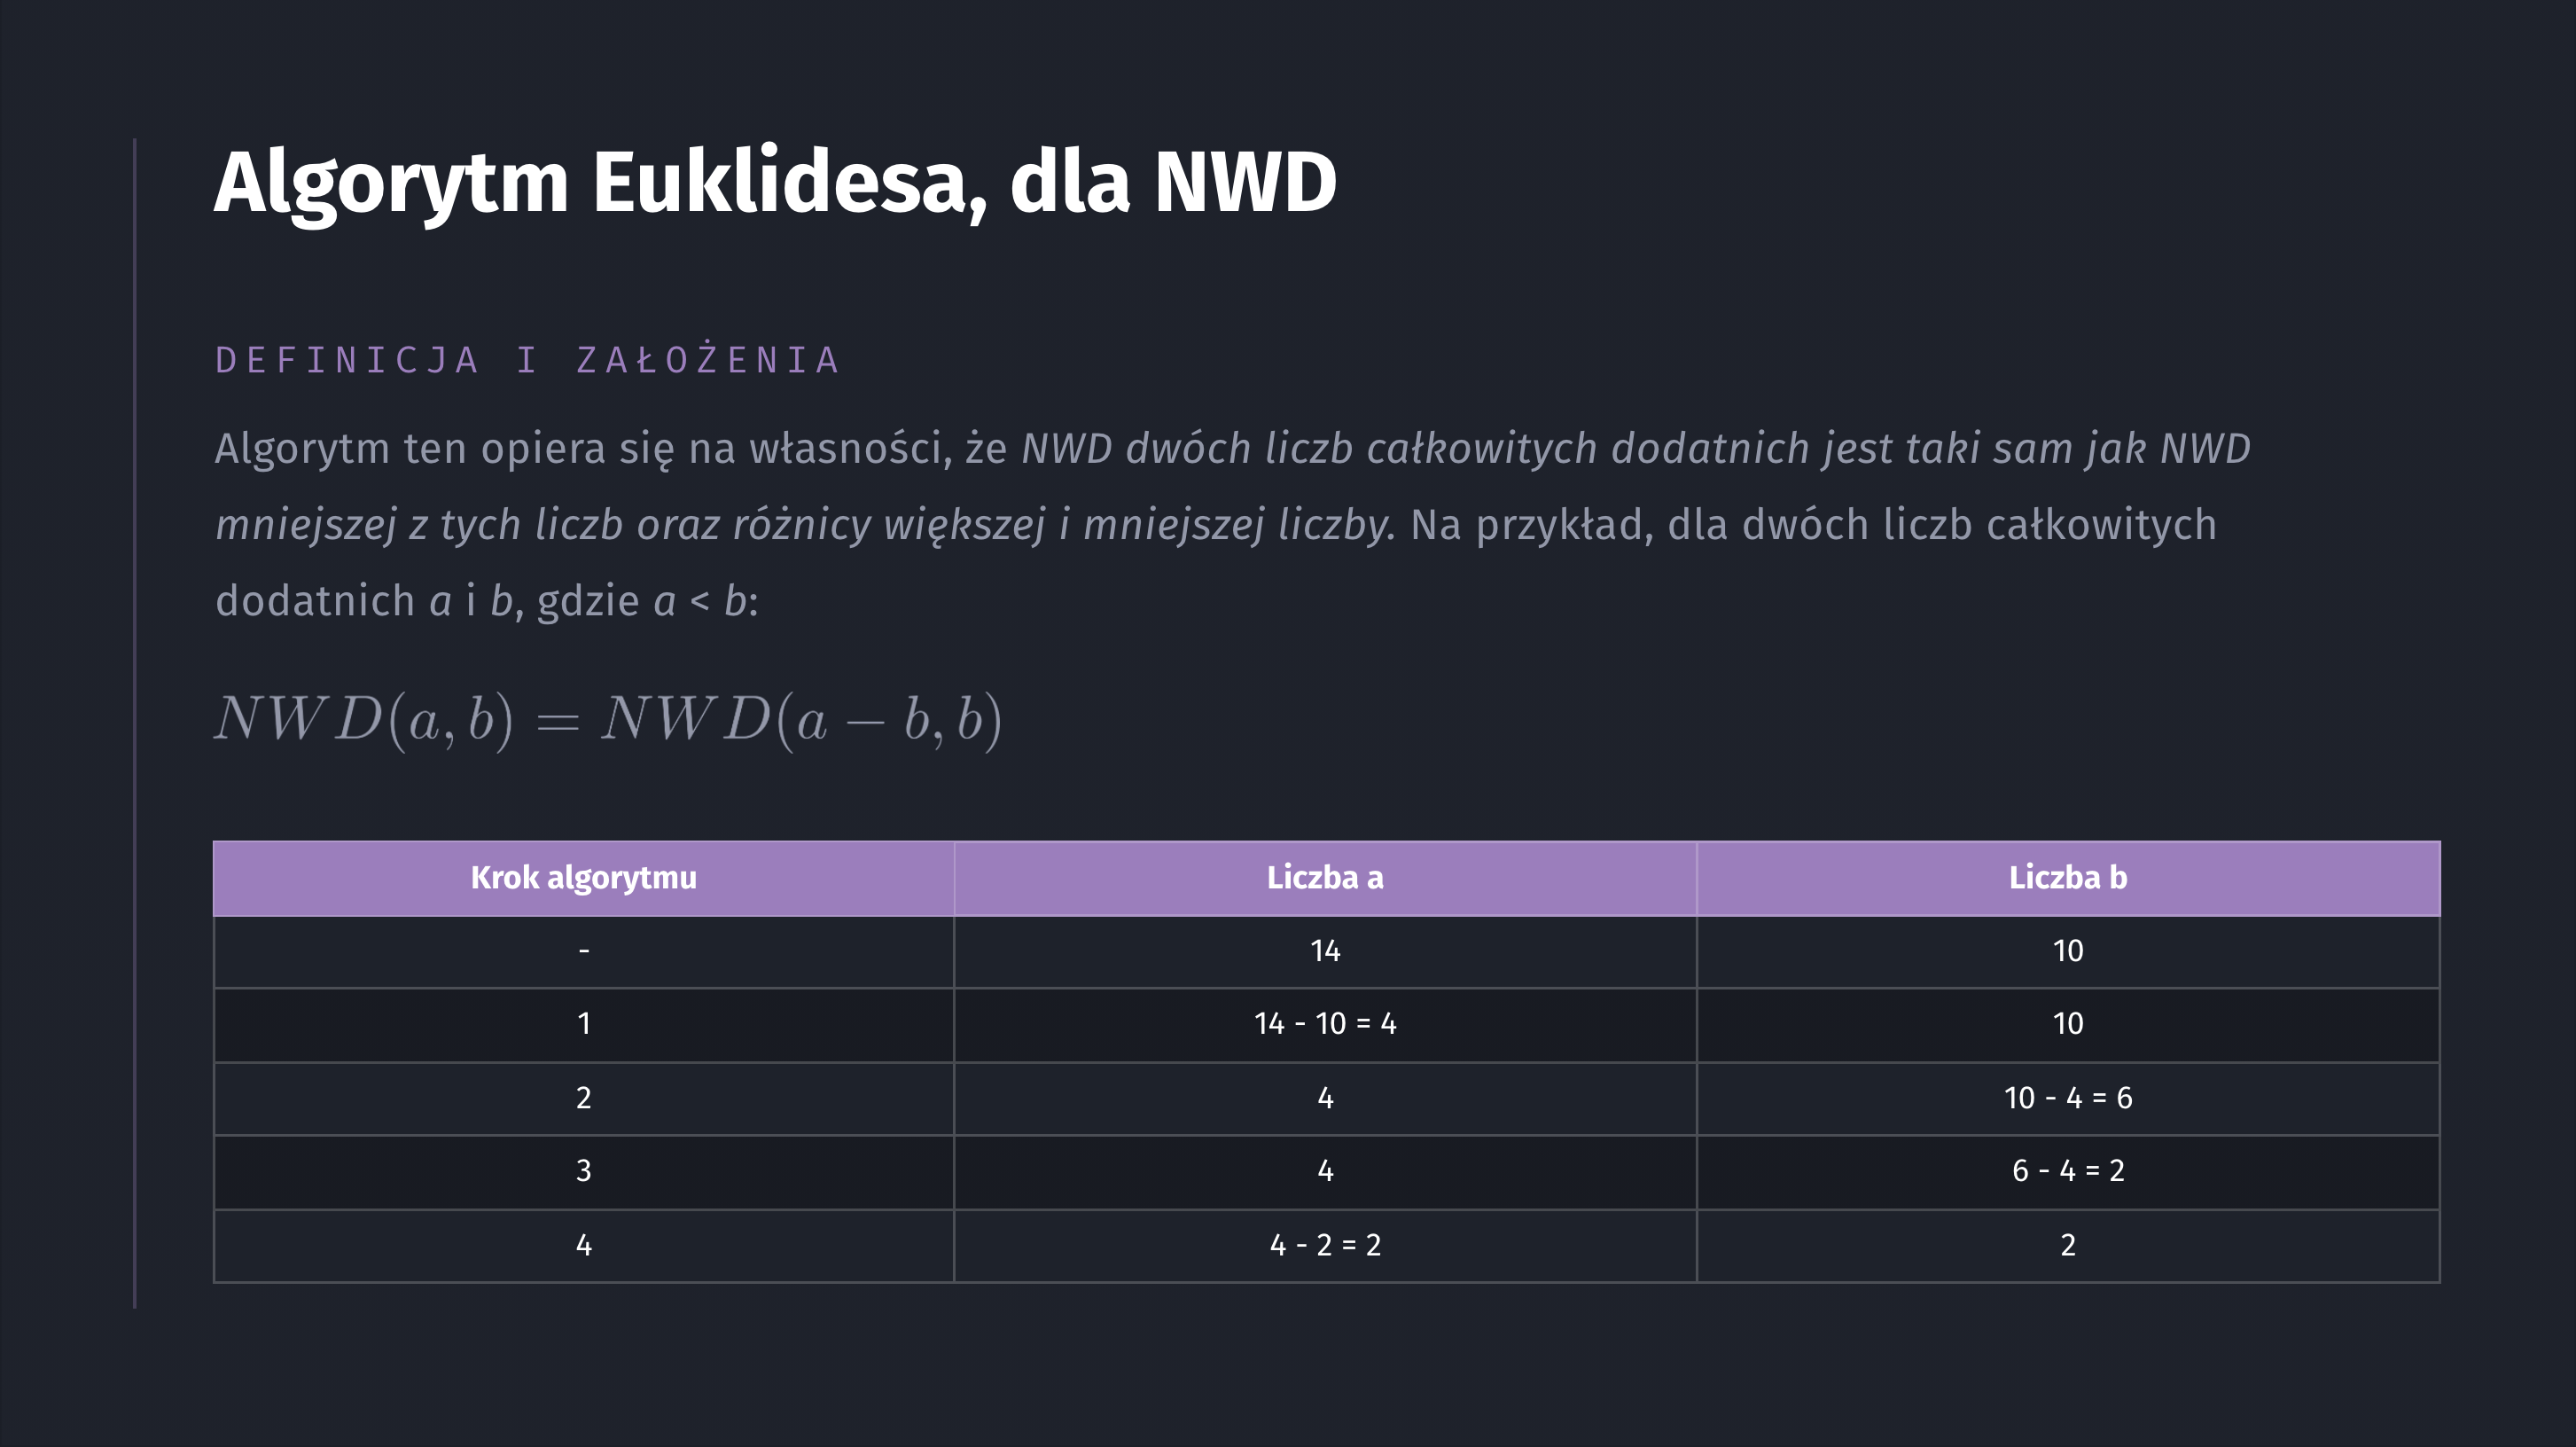 Algorytm Euklidesa, dla NWD
DEFINICJA I ZAŁOŻENIA
Algorytm ten opiera się na własności, że NWD dwóch liczb całkowitych dodatnich jest taki sam jak NWD
mniejszej z tych liczb oraz różnicy większej i mniejszej liczby. Na przykład, dla dwóch liczb całkowitych
dodatnich a i b, gdzie a < b:
NWD(a, b) = NWD(a − b, b)
Krok algorytmu Liczba a Liczba b
- 14 10
1 14 - 10 = 4 10
2 4 10 - 4 = 6
3 4 6 - 4 = 2
4 4 - 2 = 2 2